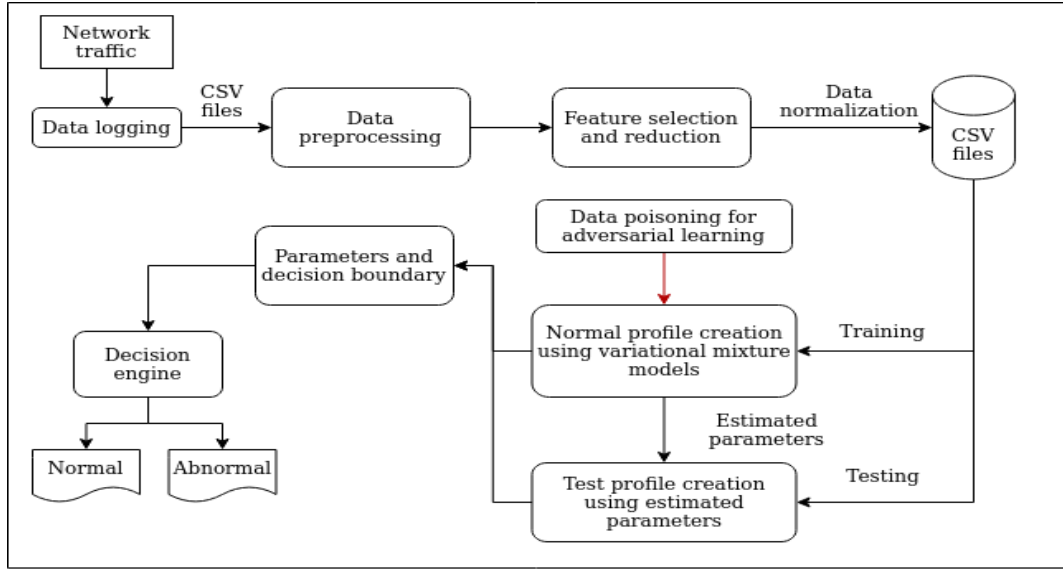 Network
traffic
Data logging
CSV
files
Data
preprocessing
Feature selection
and reduction
Data
normalization
CSV
files
Data poisoning for
adversarial learning
Parameters and
decision boundary
Normal profile creation
using variational mixture
models
Training
Decision
engine
Estimated
parameters
Normal
Abnormal
Test profile creation
using estimated
parameters
Testing